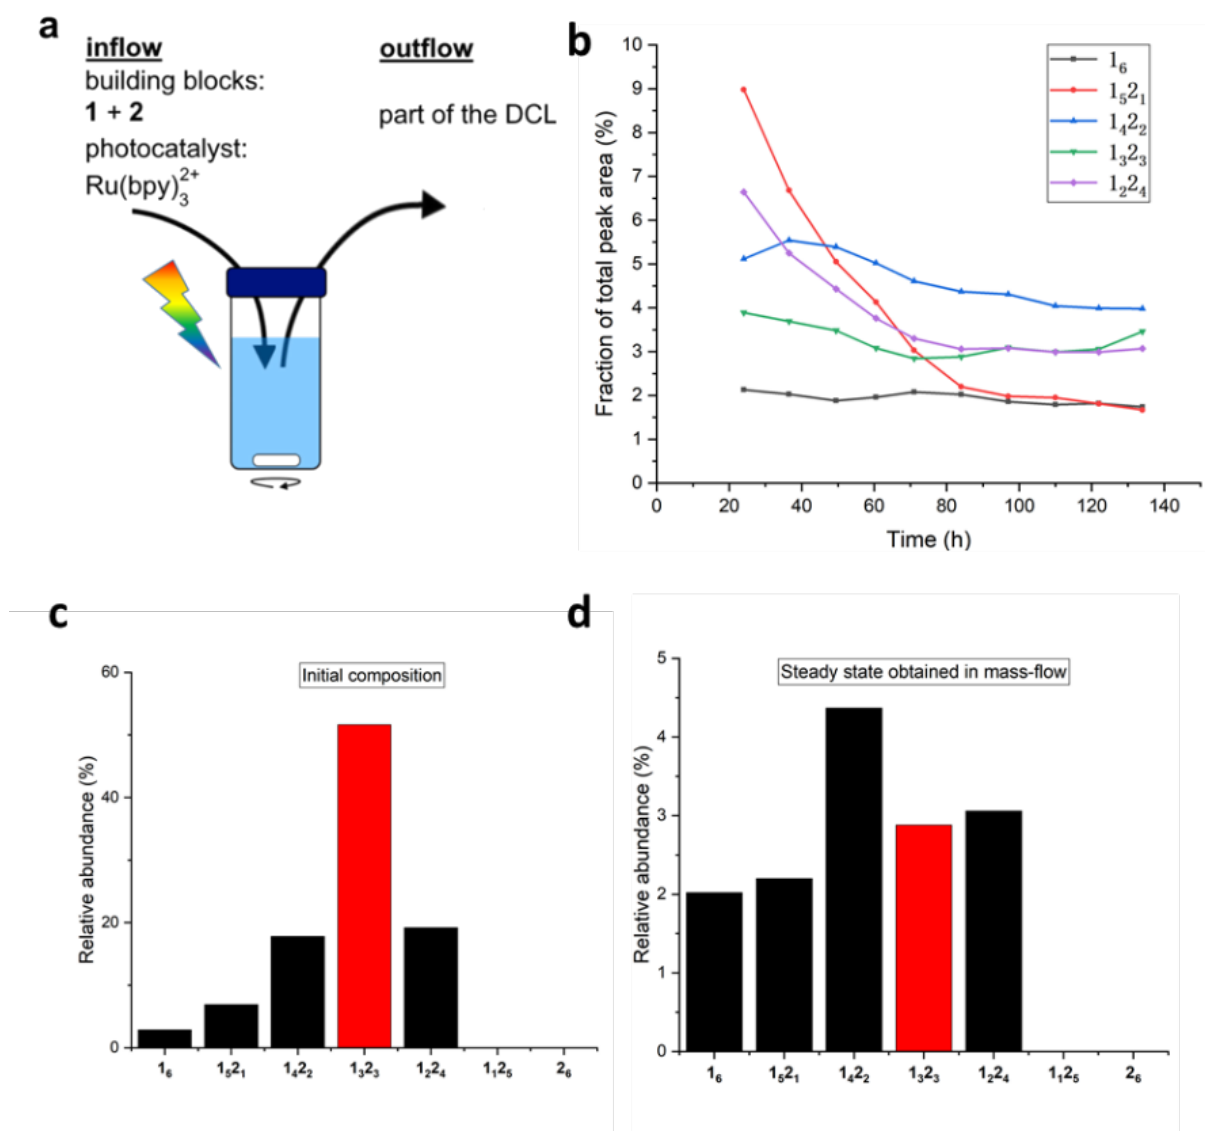 a
inflow
building blocks:
1 + 2
photocatalyst:
Ru(bpy)₃²⁺
outflow
part of the DCL
b
Fraction of total peak area (%)
10
9
8
7
6
5
4
3
2
1
0
0 20 40 60 80 100 120 140
Time (h)
1₆
1₅2₁
1₄2₂
1₃2₃
1₂2₄
c
Initial composition
Relative abundance (%)
60
40
20
0
1₆ 1₅2₁ 1₄2₂ 1₃2₃ 1₂2₄ 1₁2₅ 2₆
d
Steady state obtained in mass-flow
Relative abundance (%)
5
4
3
2
1
0
1₆ 1₅2₁ 1₄2₂ 1₃2₃ 1₂2₄ 1₁2₅ 2₆